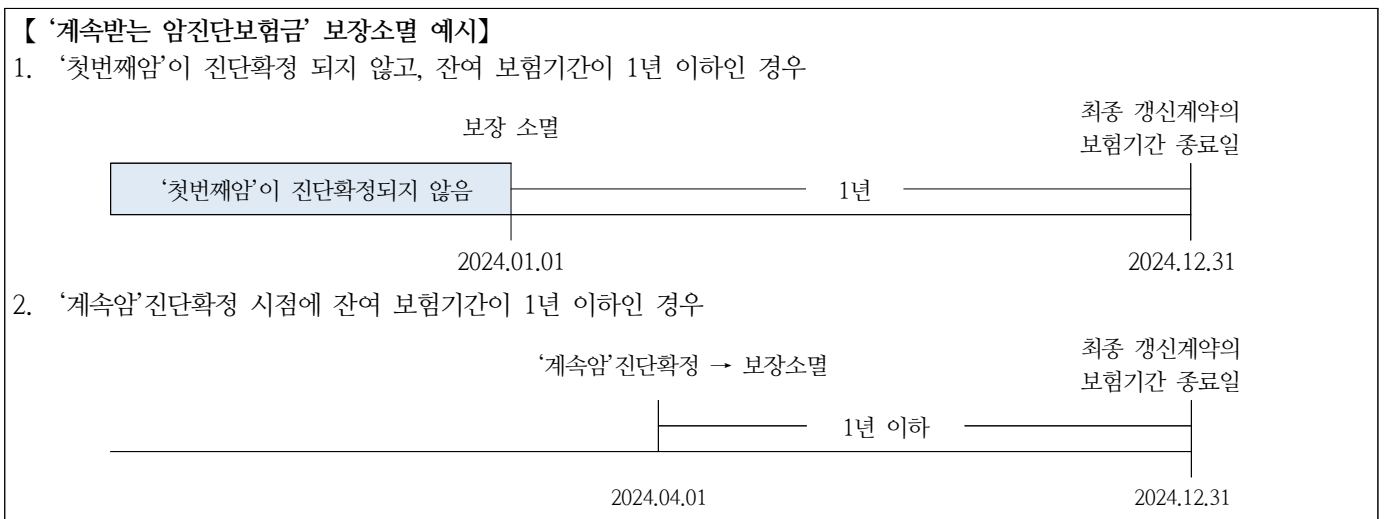 【 ‘계속받는 암진단보험금’ 보장소멸 예시】
1. ‘첫번째암’이 진단확정 되지 않고, 잔여 보험기간이 1년 이하인 경우
보장 소멸
최종 갱신계약의
보험기간 종료일
‘첫번째암’이 진단확정되지 않음
1년
2024.01.01
2024.12.31
2. ‘계속암’진단확정 시점에 잔여 보험기간이 1년 이하인 경우
‘계속암’진단확정 → 보장소멸
최종 갱신계약의
보험기간 종료일
1년 이하
2024.04.01
2024.12.31